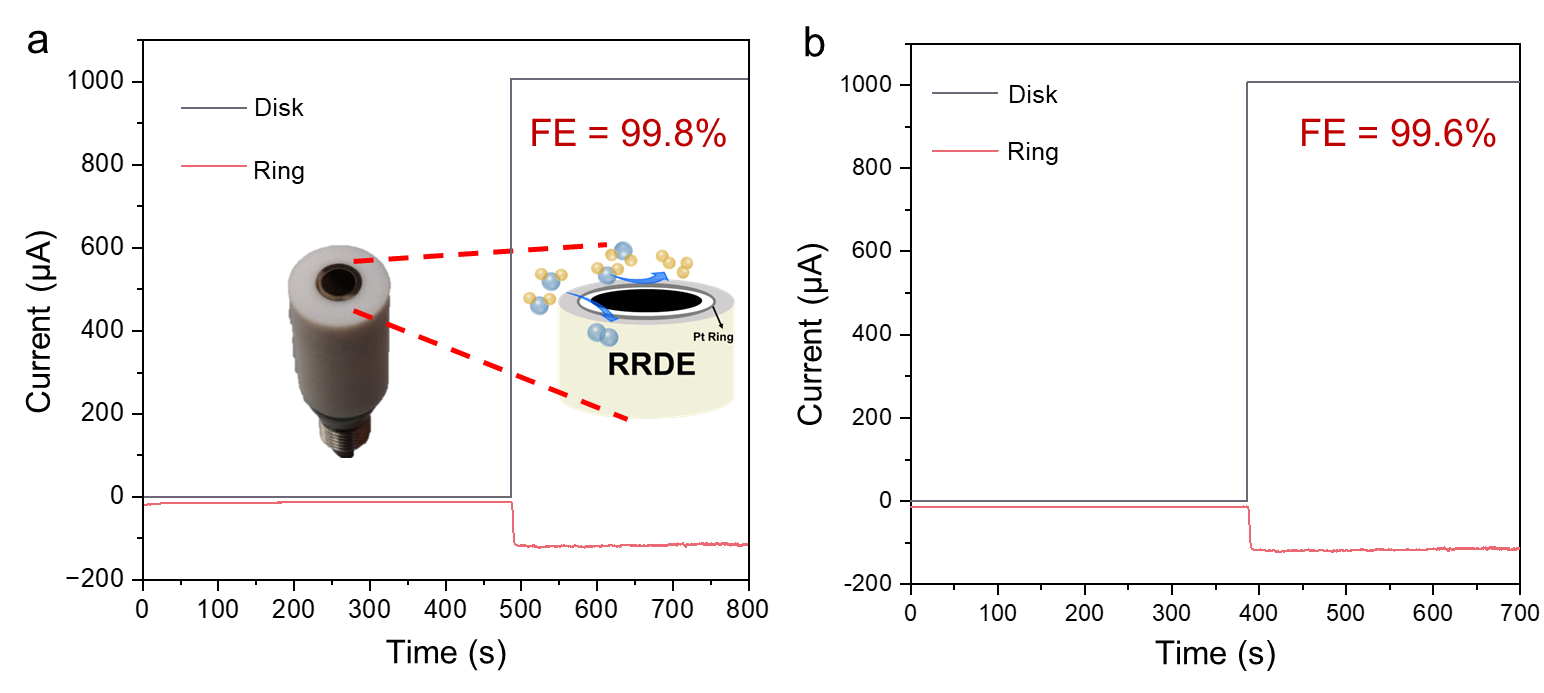 a
1000
800
600
400
200
0
−200
0 100 200 300 400 500 600 700 800
Current (μA)
Time (s)
Disk
Ring
FE = 99.8%
Pt Ring
RRDE
b
1000
800
600
400
200
0
-200
0 100 200 300 400 500 600 700
Current (μA)
Time (s)
Disk
Ring
FE = 99.6%